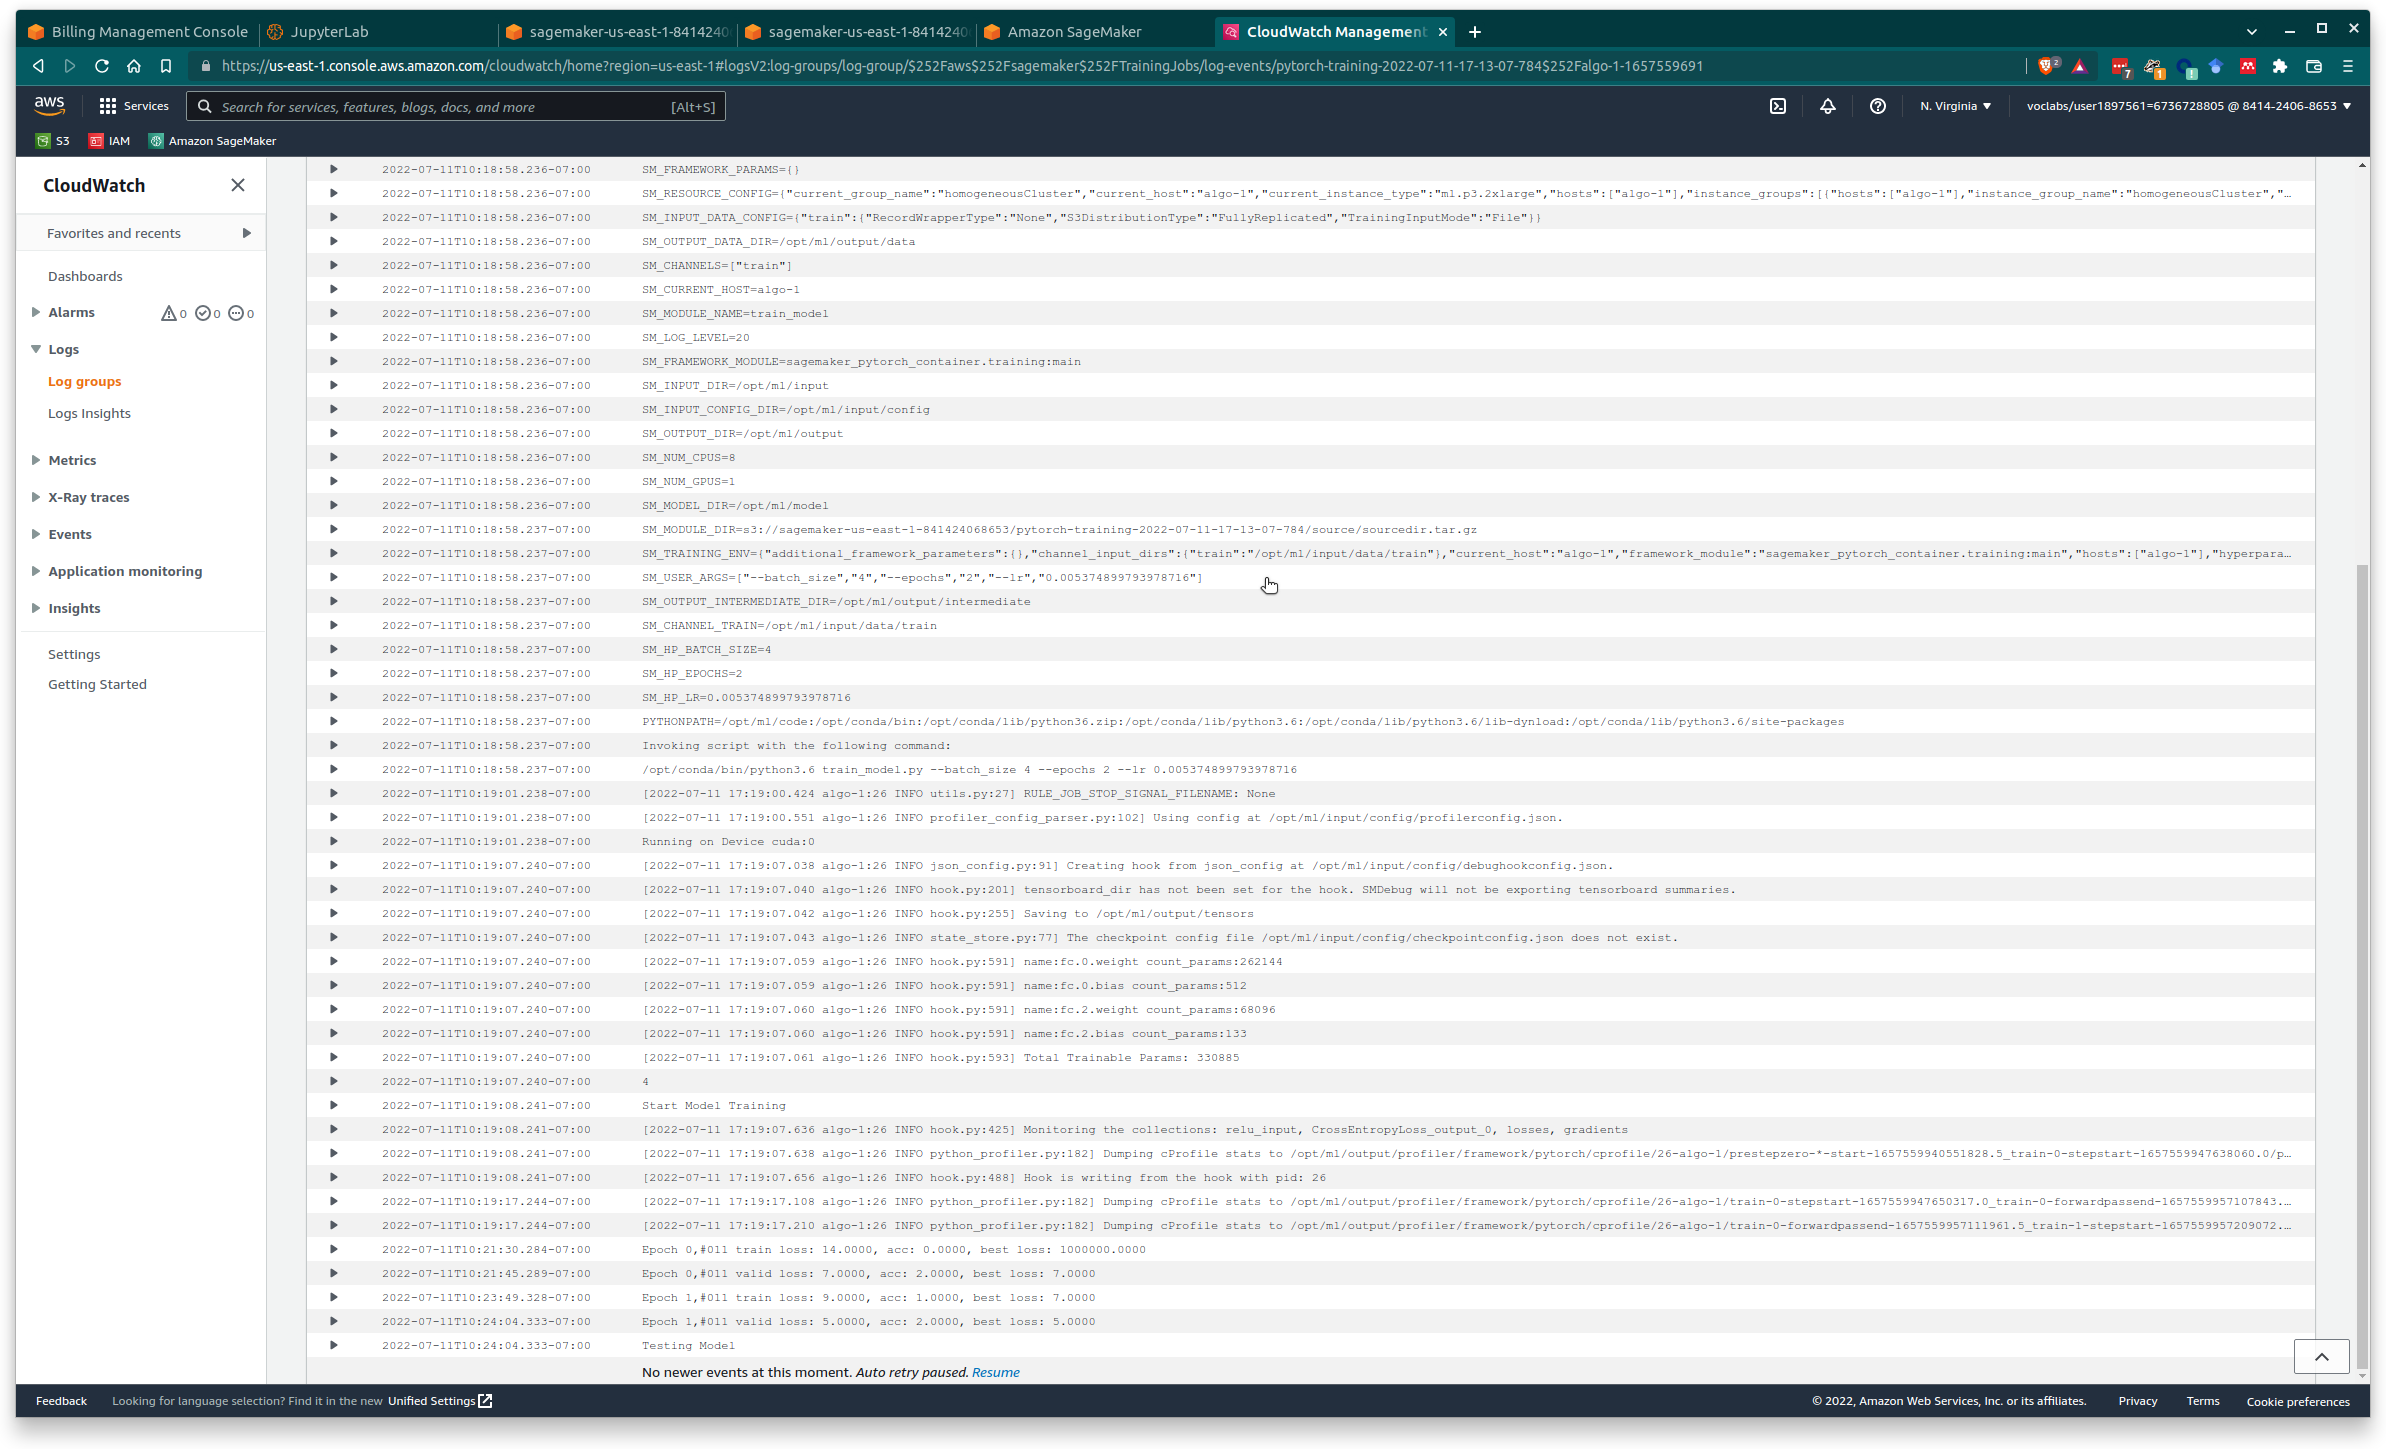 Billing Management Console
JupyterLab
sagemaker-us-east-1-8414240
sagemaker-us-east-1-8414240
Amazon SageMaker
CloudWatch Management
https://us-east-1.console.aws.amazon.com/cloudwatch/home?region=us-east-1#logsV2:log-groups/log-group/$252Faws$252Fsagemaker$252FTrainingJobs/log-events/pytorch-training-2022-07-11-17-13-07-784$252Falgo-1-1657559691
2
7
1
aws
Services
Search for services, features, blogs, docs, and more
[Alt+S]
N. Virginia
voclabs/user1897561=6736728805 @ 8414-2406-8653
S3
IAM
Amazon SageMaker
CloudWatch
Favorites and recents
Dashboards
Alarms
0
0
0
Logs
Log groups
Logs Insights
Metrics
X-Ray traces
Events
Application monitoring
Insights
Settings
Getting Started
2022-07-11T10:18:58.236-07:00 SM_FRAMEWORK_PARAMS={}
2022-07-11T10:18:58.236-07:00 SM_RESOURCE_CONFIG={"current_group_name":"homogeneousCluster","current_host":"algo-1","current_instance_type":"ml.p3.2xlarge","hosts":["algo-1"],"instance_groups":[{"hosts":["algo-1"],"instance_group_name":"homogeneousCluster","…
2022-07-11T10:18:58.236-07:00 SM_INPUT_DATA_CONFIG={"train":{"RecordWrapperType":"None","S3DistributionType":"FullyReplicated","TrainingInputMode":"File"}}
2022-07-11T10:18:58.236-07:00 SM_OUTPUT_DATA_DIR=/opt/ml/output/data
2022-07-11T10:18:58.236-07:00 SM_CHANNELS=["train"]
2022-07-11T10:18:58.236-07:00 SM_CURRENT_HOST=algo-1
2022-07-11T10:18:58.236-07:00 SM_MODULE_NAME=train_model
2022-07-11T10:18:58.236-07:00 SM_LOG_LEVEL=20
2022-07-11T10:18:58.236-07:00 SM_FRAMEWORK_MODULE=sagemaker_pytorch_container.training:main
2022-07-11T10:18:58.236-07:00 SM_INPUT_DIR=/opt/ml/input
2022-07-11T10:18:58.236-07:00 SM_INPUT_CONFIG_DIR=/opt/ml/input/config
2022-07-11T10:18:58.236-07:00 SM_OUTPUT_DIR=/opt/ml/output
2022-07-11T10:18:58.236-07:00 SM_NUM_CPUS=8
2022-07-11T10:18:58.236-07:00 SM_NUM_GPUS=1
2022-07-11T10:18:58.236-07:00 SM_MODEL_DIR=/opt/ml/model
2022-07-11T10:18:58.237-07:00 SM_MODULE_DIR=s3://sagemaker-us-east-1-841424068653/pytorch-training-2022-07-11-17-13-07-784/source/sourcedir.tar.gz
2022-07-11T10:18:58.237-07:00 SM_TRAINING_ENV={"additional_framework_parameters":{},"channel_input_dirs":{"train":"/opt/ml/input/data/train"},"current_host":"algo-1","framework_module":"sagemaker_pytorch_container.training:main","hosts":["algo-1"],"hyperpara…
2022-07-11T10:18:58.237-07:00 SM_USER_ARGS=["--batch_size","4","--epochs","2","--lr","0.005374899793978716"]
2022-07-11T10:18:58.237-07:00 SM_OUTPUT_INTERMEDIATE_DIR=/opt/ml/output/intermediate
2022-07-11T10:18:58.237-07:00 SM_CHANNEL_TRAIN=/opt/ml/input/data/train
2022-07-11T10:18:58.237-07:00 SM_HP_BATCH_SIZE=4
2022-07-11T10:18:58.237-07:00 SM_HP_EPOCHS=2
2022-07-11T10:18:58.237-07:00 SM_HP_LR=0.005374899793978716
2022-07-11T10:18:58.237-07:00 PYTHONPATH=/opt/ml/code:/opt/conda/bin:/opt/conda/lib/python36.zip:/opt/conda/lib/python3.6:/opt/conda/lib/python3.6/lib-dynload:/opt/conda/lib/python3.6/site-packages
2022-07-11T10:18:58.237-07:00 Invoking script with the following command:
2022-07-11T10:18:58.237-07:00 /opt/conda/bin/python3.6 train_model.py --batch_size 4 --epochs 2 --lr 0.005374899793978716
2022-07-11T10:19:01.238-07:00 [2022-07-11 17:19:00.424 algo-1:26 INFO utils.py:27] RULE_JOB_STOP_SIGNAL_FILENAME: None
2022-07-11T10:19:01.238-07:00 [2022-07-11 17:19:00.551 algo-1:26 INFO profiler_config_parser.py:102] Using config at /opt/ml/input/config/profilerconfig.json.
2022-07-11T10:19:01.238-07:00 Running on Device cuda:0
2022-07-11T10:19:07.240-07:00 [2022-07-11 17:19:07.038 algo-1:26 INFO json_config.py:91] Creating hook from json_config at /opt/ml/input/config/debughookconfig.json.
2022-07-11T10:19:07.240-07:00 [2022-07-11 17:19:07.040 algo-1:26 INFO hook.py:201] tensorboard_dir has not been set for the hook. SMDebug will not be exporting tensorboard summaries.
2022-07-11T10:19:07.240-07:00 [2022-07-11 17:19:07.042 algo-1:26 INFO hook.py:255] Saving to /opt/ml/output/tensors
2022-07-11T10:19:07.240-07:00 [2022-07-11 17:19:07.043 algo-1:26 INFO state_store.py:77] The checkpoint config file /opt/ml/input/config/checkpointconfig.json does not exist.
2022-07-11T10:19:07.240-07:00 [2022-07-11 17:19:07.059 algo-1:26 INFO hook.py:591] name:fc.0.weight count_params:262144
2022-07-11T10:19:07.240-07:00 [2022-07-11 17:19:07.059 algo-1:26 INFO hook.py:591] name:fc.0.bias count_params:512
2022-07-11T10:19:07.240-07:00 [2022-07-11 17:19:07.060 algo-1:26 INFO hook.py:591] name:fc.2.weight count_params:68096
2022-07-11T10:19:07.240-07:00 [2022-07-11 17:19:07.060 algo-1:26 INFO hook.py:591] name:fc.2.bias count_params:133
2022-07-11T10:19:07.240-07:00 [2022-07-11 17:19:07.061 algo-1:26 INFO hook.py:593] Total Trainable Params: 330885
2022-07-11T10:19:07.240-07:00 4
2022-07-11T10:19:08.241-07:00 Start Model Training
2022-07-11T10:19:08.241-07:00 [2022-07-11 17:19:07.636 algo-1:26 INFO hook.py:425] Monitoring the collections: relu_input, CrossEntropyLoss_output_0, losses, gradients
2022-07-11T10:19:08.241-07:00 [2022-07-11 17:19:07.638 algo-1:26 INFO python_profiler.py:182] Dumping cProfile stats to /opt/ml/output/profiler/framework/pytorch/cprofile/26-algo-1/prestepzero-*-start-1657559940551828.5_train-0-stepstart-1657559947638060.0/p…
2022-07-11T10:19:08.241-07:00 [2022-07-11 17:19:07.656 algo-1:26 INFO hook.py:488] Hook is writing from the hook with pid: 26
2022-07-11T10:19:17.244-07:00 [2022-07-11 17:19:17.108 algo-1:26 INFO python_profiler.py:182] Dumping cProfile stats to /opt/ml/output/profiler/framework/pytorch/cprofile/26-algo-1/train-0-stepstart-1657559947650317.0_train-0-forwardpassend-1657559957107843.…
2022-07-11T10:19:17.244-07:00 [2022-07-11 17:19:17.210 algo-1:26 INFO python_profiler.py:182] Dumping cProfile stats to /opt/ml/output/profiler/framework/pytorch/cprofile/26-algo-1/train-0-forwardpassend-1657559957111961.5_train-1-stepstart-1657559957209072.…
2022-07-11T10:21:30.284-07:00 Epoch 0,#011 train loss: 14.0000, acc: 0.0000, best loss: 1000000.0000
2022-07-11T10:21:45.289-07:00 Epoch 0,#011 valid loss: 7.0000, acc: 2.0000, best loss: 7.0000
2022-07-11T10:23:49.328-07:00 Epoch 1,#011 train loss: 9.0000, acc: 1.0000, best loss: 7.0000
2022-07-11T10:24:04.333-07:00 Epoch 1,#011 valid loss: 5.0000, acc: 2.0000, best loss: 5.0000
2022-07-11T10:24:04.333-07:00 Testing Model
No newer events at this moment. Auto retry paused. Resume
Feedback
Looking for language selection? Find it in the new Unified Settings
© 2022, Amazon Web Services, Inc. or its affiliates.
Privacy
Terms
Cookie preferences